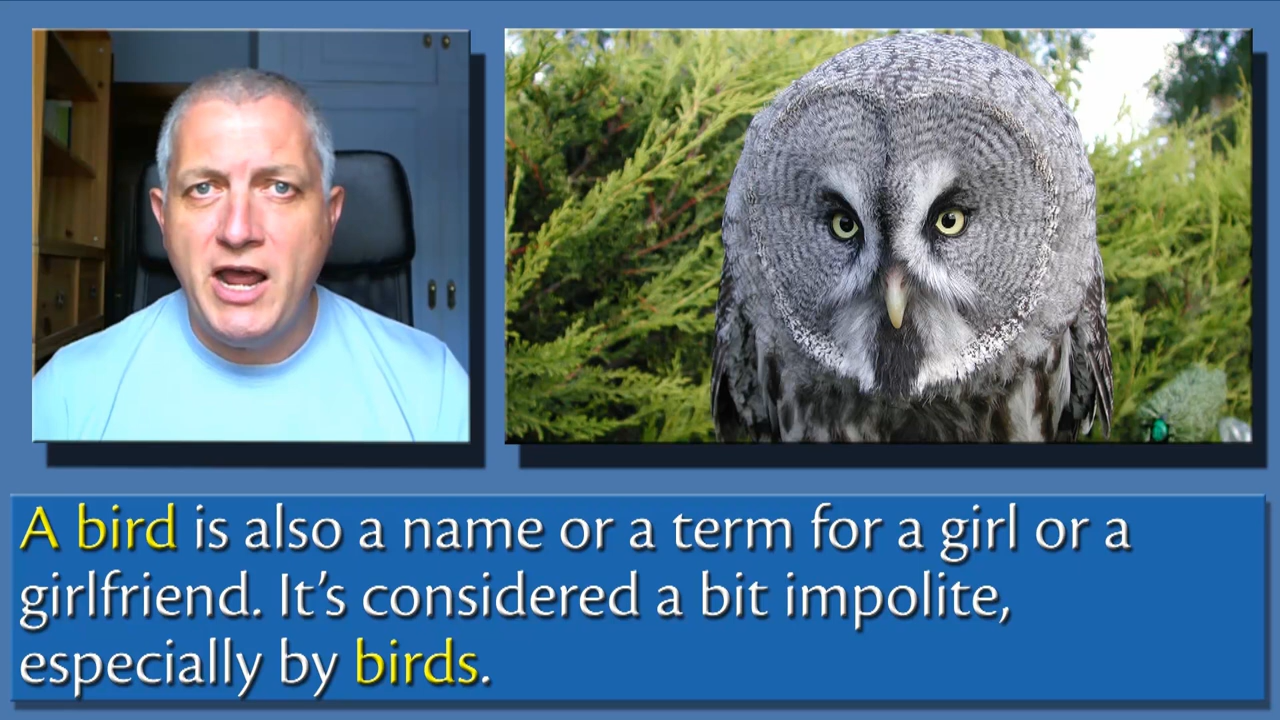 A bird is also a name or a term for a girl or a
girlfriend. It’s considered a bit impolite,
especially by birds.